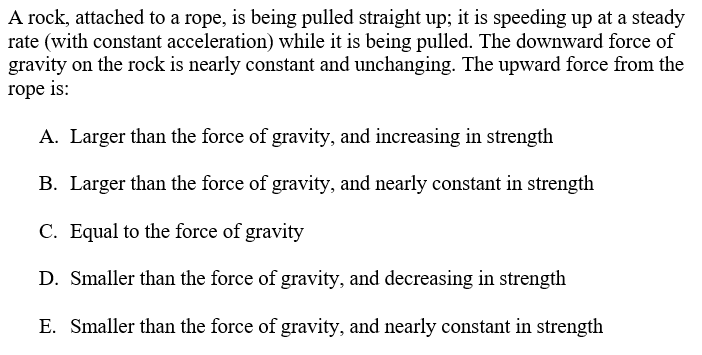 A rock, attached to a rope, is being pulled straight up; it is speeding up at a steady
rate (with constant acceleration) while it is being pulled. The downward force of
gravity on the rock is nearly constant and unchanging. The upward force from the
rope is:
A. Larger than the force of gravity, and increasing in strength
B. Larger than the force of gravity, and nearly constant in strength
C. Equal to the force of gravity
D. Smaller than the force of gravity, and decreasing in strength
E. Smaller than the force of gravity, and nearly constant in strength